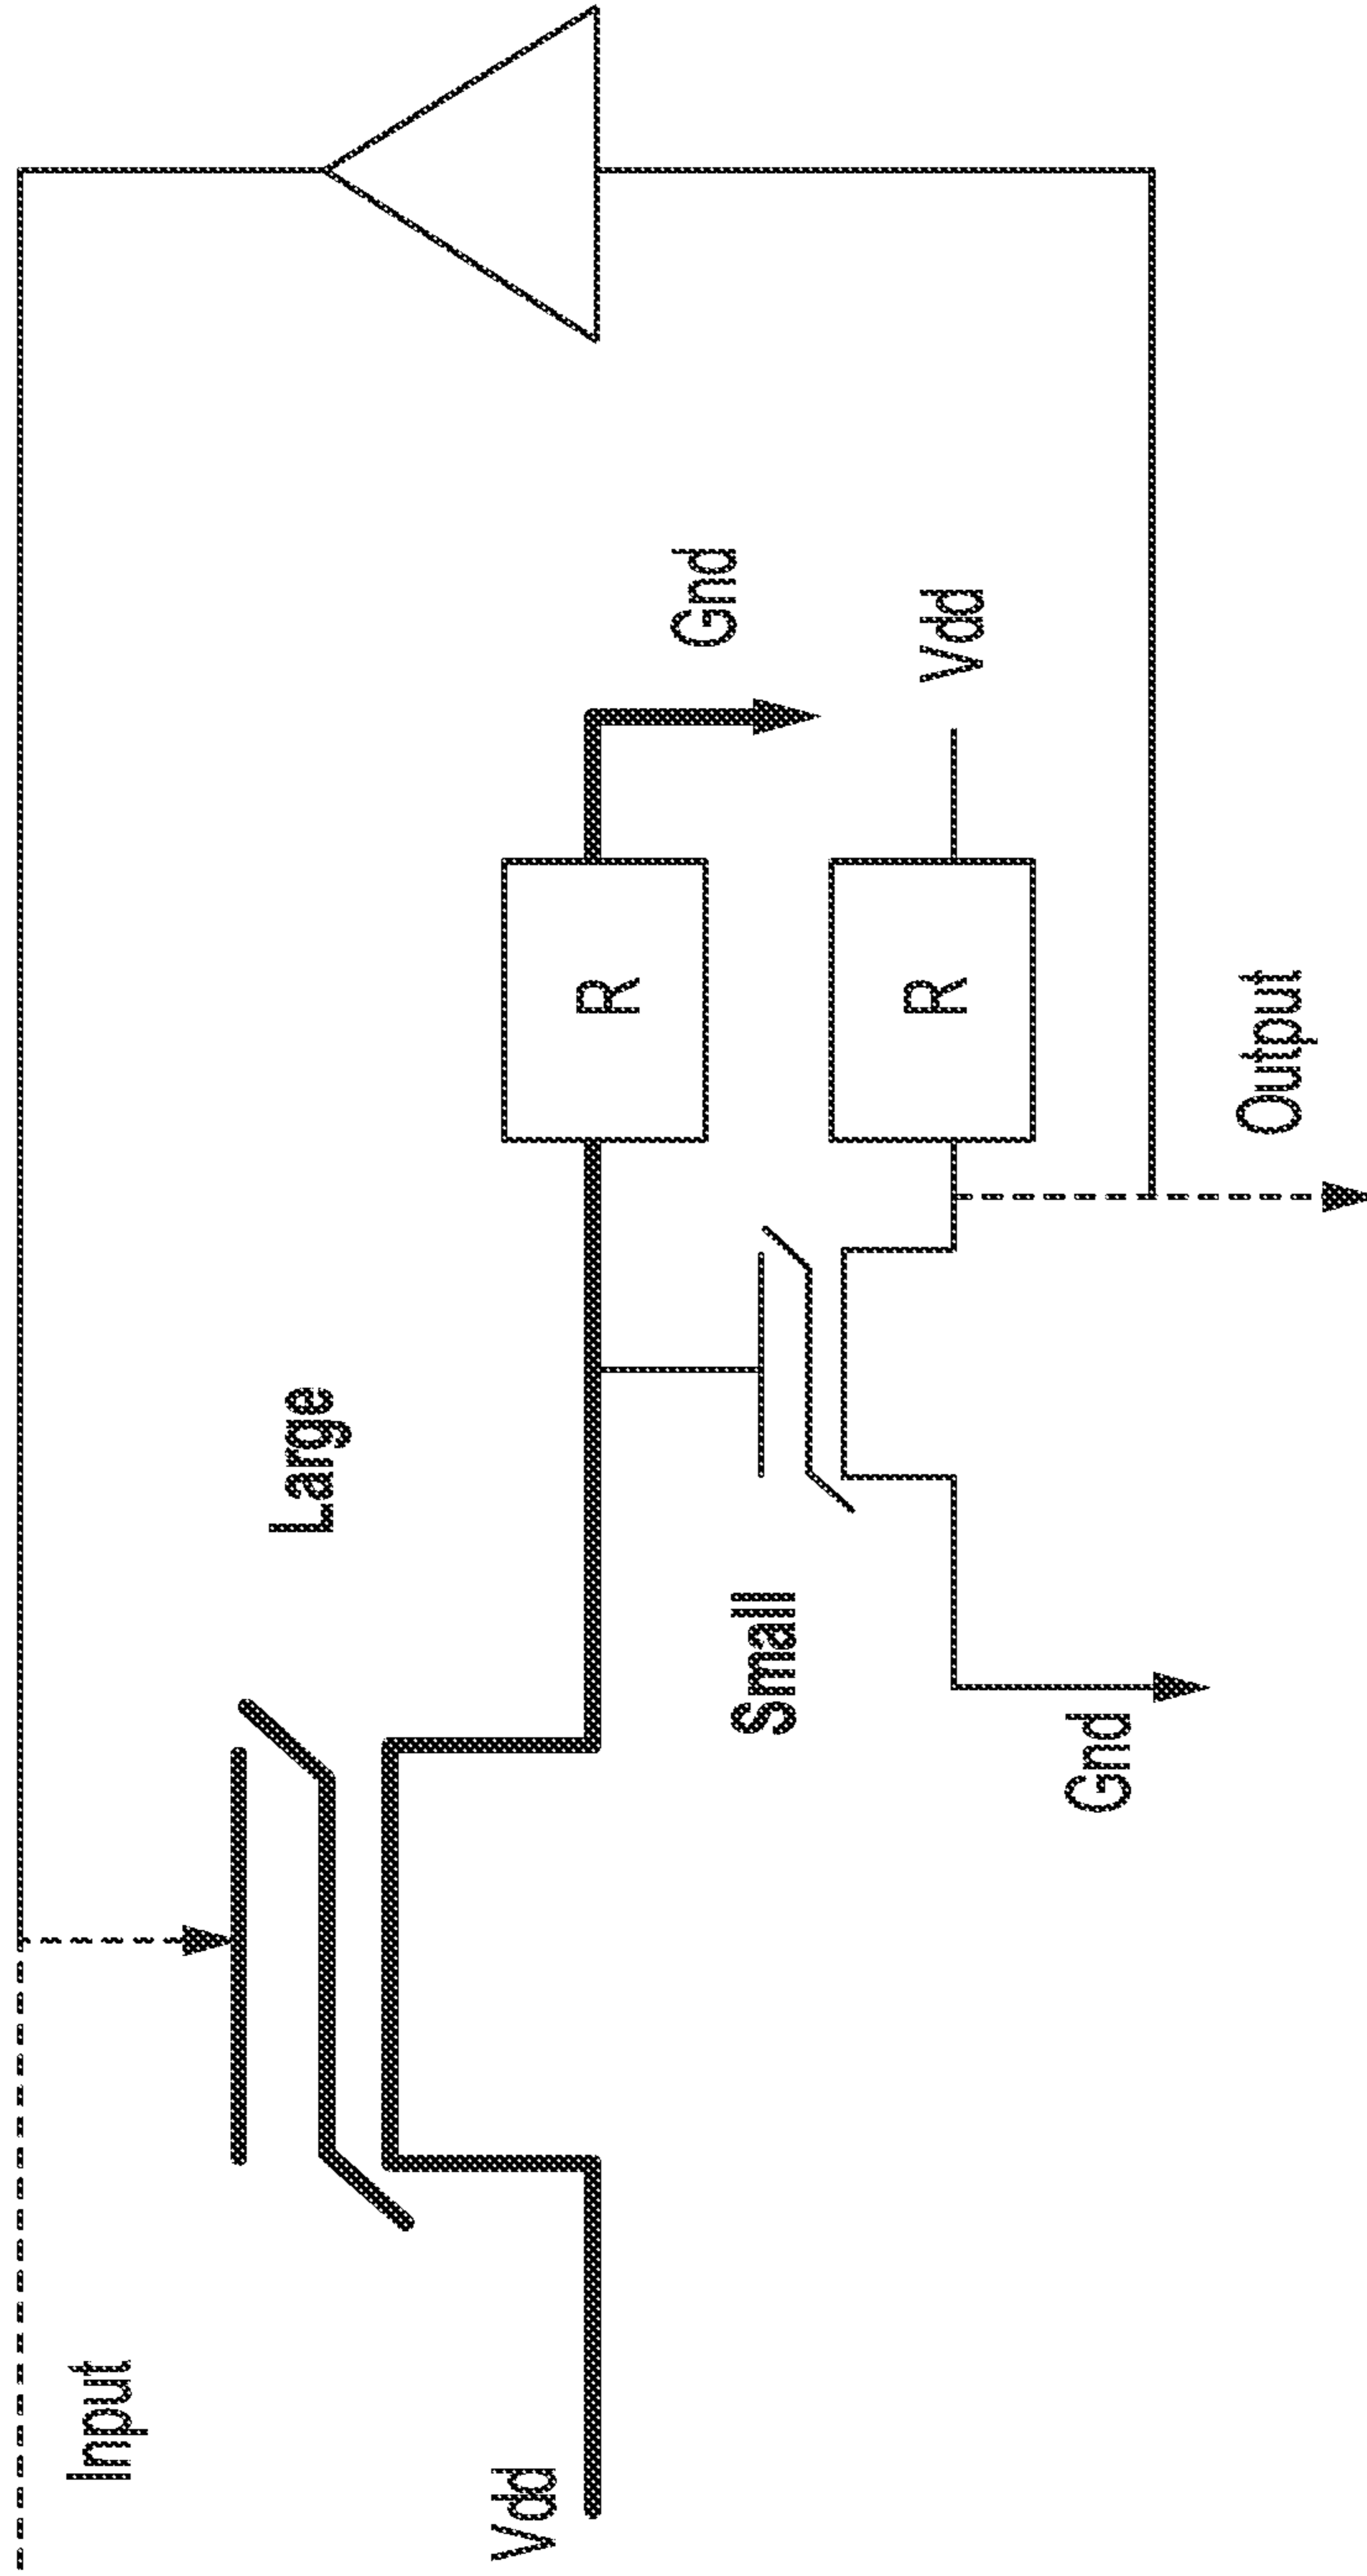 Input
Vdd
Large
Small
Gnd
R
Gnd
R
Vdd
Output